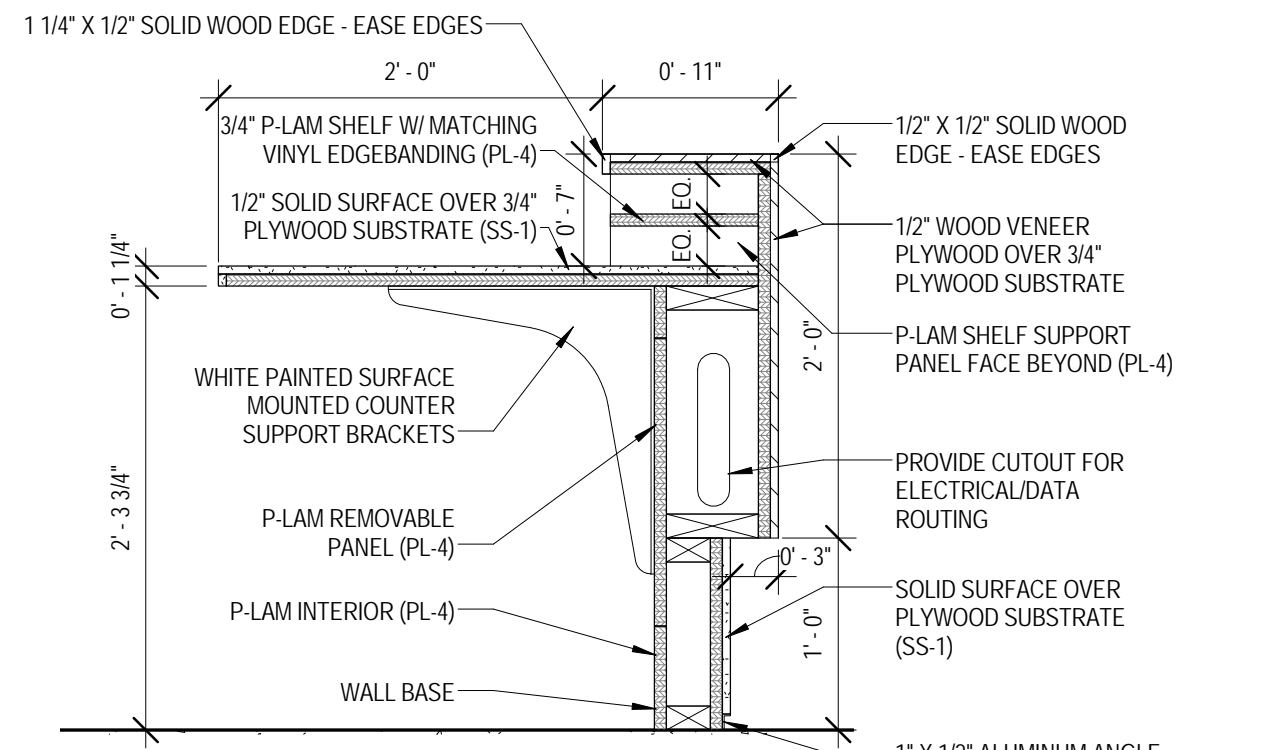 1 1/4" X 1/2" SOLID WOOD EDGE - EASE EDGES
2' - 0"
0' - 11"
3/4" P-LAM SHELF W/ MATCHING
VINYL EDGEBANDING (PL-4)
1/2" X 1/2" SOLID WOOD
EDGE - EASE EDGES
1/2" SOLID SURFACE OVER 3/4"
PLYWOOD SUBSTRATE (SS-1)
0' - 7"
EQ.
EQ.
1/2" WOOD VENEER
PLYWOOD OVER 3/4"
PLYWOOD SUBSTRATE
0' - 1 1/4"
P-LAM SHELF SUPPORT
PANEL FACE BEYOND (PL-4)
2' - 0"
WHITE PAINTED SURFACE
MOUNTED COUNTER
SUPPORT BRACKETS
PROVIDE CUTOUT FOR
ELECTRICAL/DATA
ROUTING
2' - 3 3/4"
P-LAM REMOVABLE
PANEL (PL-4)
0' - 3"
SOLID SURFACE OVER
PLYWOOD SUBSTRATE
(SS-1)
P-LAM INTERIOR (PL-4)
1' - 0"
WALL BASE
1" X 1/2" ALUMINUM ANGLE